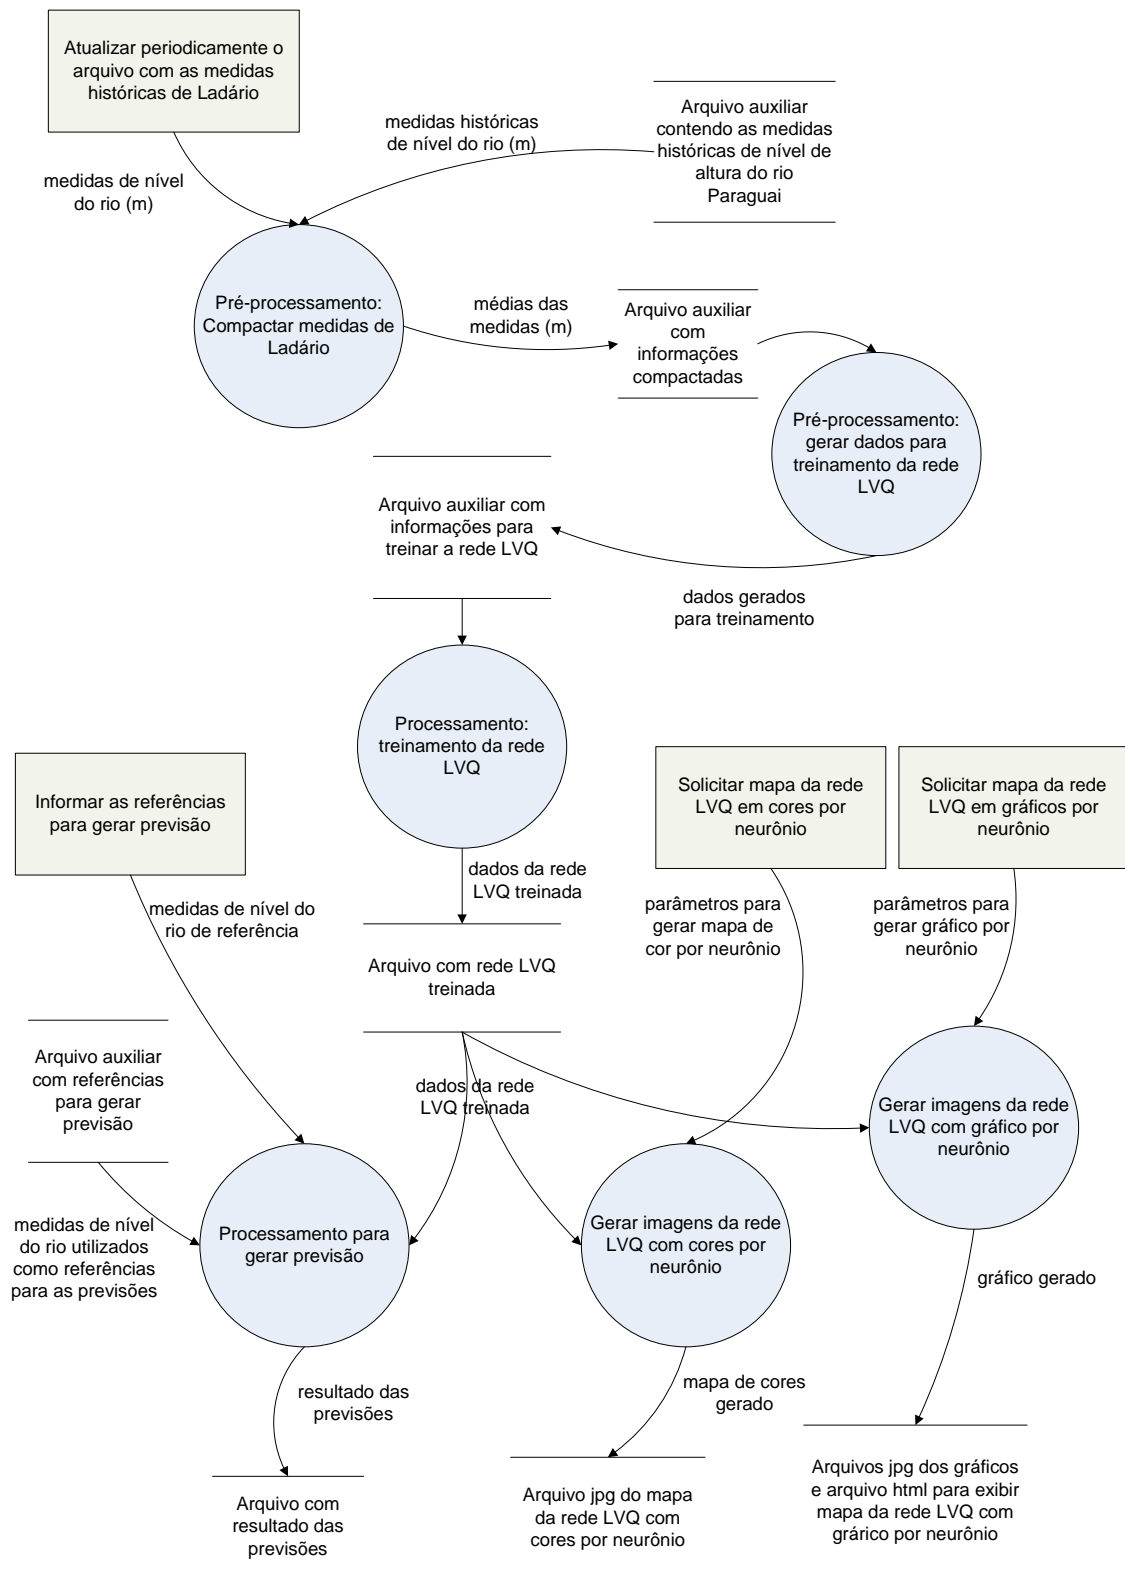 Atualizar periodicamente o
arquivo com as medidas
históricas de Ladário
Arquivo auxiliar
contendo as medidas
históricas de nível de
altura do rio
Paraguai
medidas históricas
de nível do rio (m)
medidas de nível
do rio (m)
Pré-processamento:
Compactar medidas de
Ladário
médias das
medidas (m)
Arquivo auxiliar
com
informações
compactadas
Pré-processamento:
gerar dados para
treinamento da rede
LVQ
Arquivo auxiliar com
informações para
treinar a rede LVQ
dados gerados
para treinamento
Processamento:
treinamento da rede
LVQ
Informar as referências
para gerar previsão
Solicitar mapa da rede
LVQ em cores por
neurônio
Solicitar mapa da rede
LVQ em gráficos por
neurônio
dados da rede
LVQ treinada
medidas de nível do
rio de referência
parâmetros para
gerar mapa de
cor por neurônio
parâmetros para
gerar gráfico por
neurônio
Arquivo com rede LVQ
treinada
Arquivo auxiliar
com referências
para gerar
previsão
dados da rede
LVQ treinada
Gerar imagens da rede
LVQ com gráfico por
neurônio
medidas de nível
do rio utilizados
como referências
para as previsões
Processamento para
gerar previsão
Gerar imagens da rede
LVQ com cores por
neurônio
gráfico gerado
resultado das
previsões
mapa de cores
gerado
Arquivo com
resultado das
previsões
Arquivo jpg do mapa
da rede LVQ com
cores por neurônio
Arquivos jpg dos gráficos
e arquivo html para exibir
mapa da rede LVQ com
grárico por neurônio